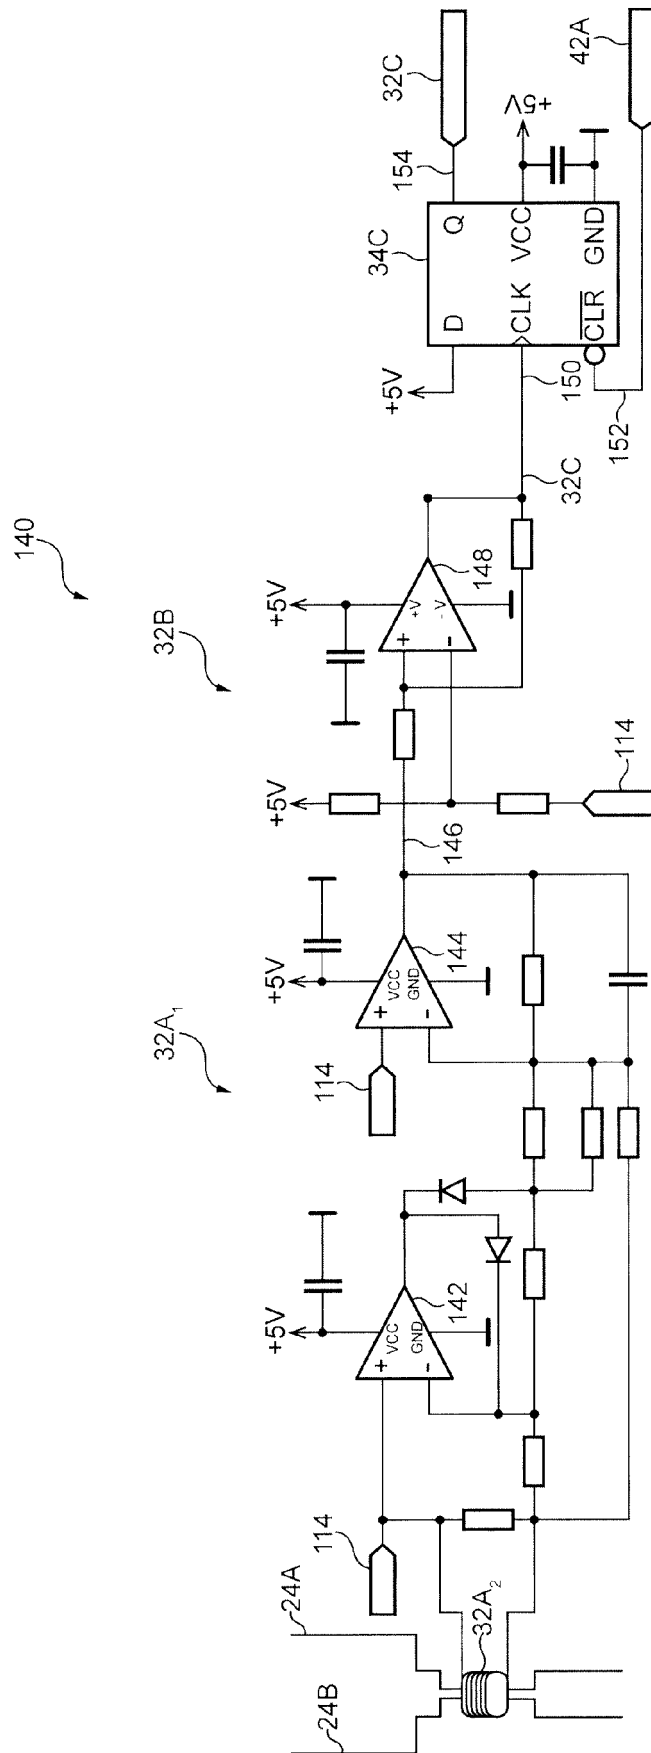 140
32A₁
32B
24B
24A
32A₂
114
+5V
VCC
GND
+
-
142
114
+5V
VCC
GND
+
-
144
146
+5V
114
+5V
+V
-V
+
-
148
32C
150
152
+5V
34C
D
Q
CLK
VCC
CLR
GND
154
32C
+5V
42A